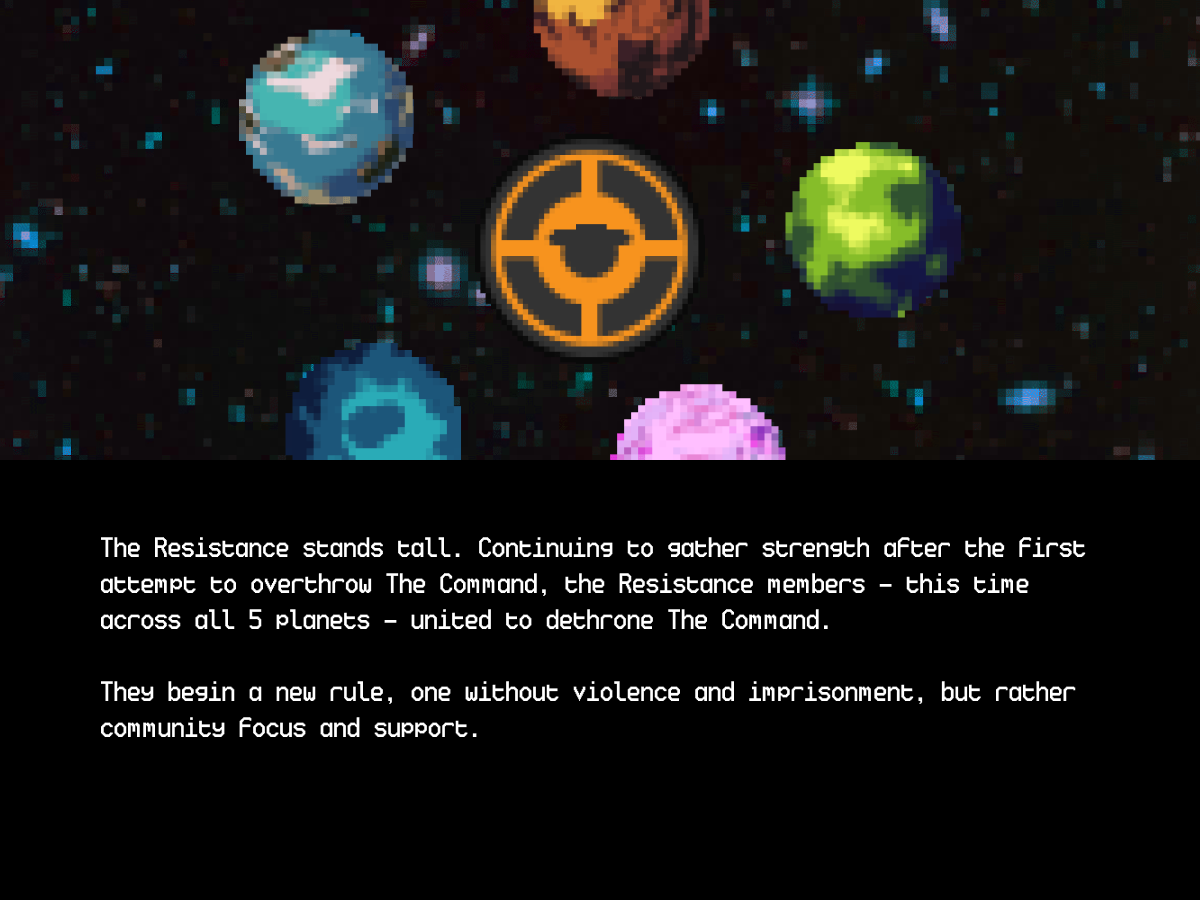 The Resistance stands tall. Continuing to gather strength after the first
attempt to overthrow The Command, the Resistance members – this time
across all 5 planets – united to dethrone The Command.
They begin a new rule, one without violence and imprisonment, but rather
community focus and support.